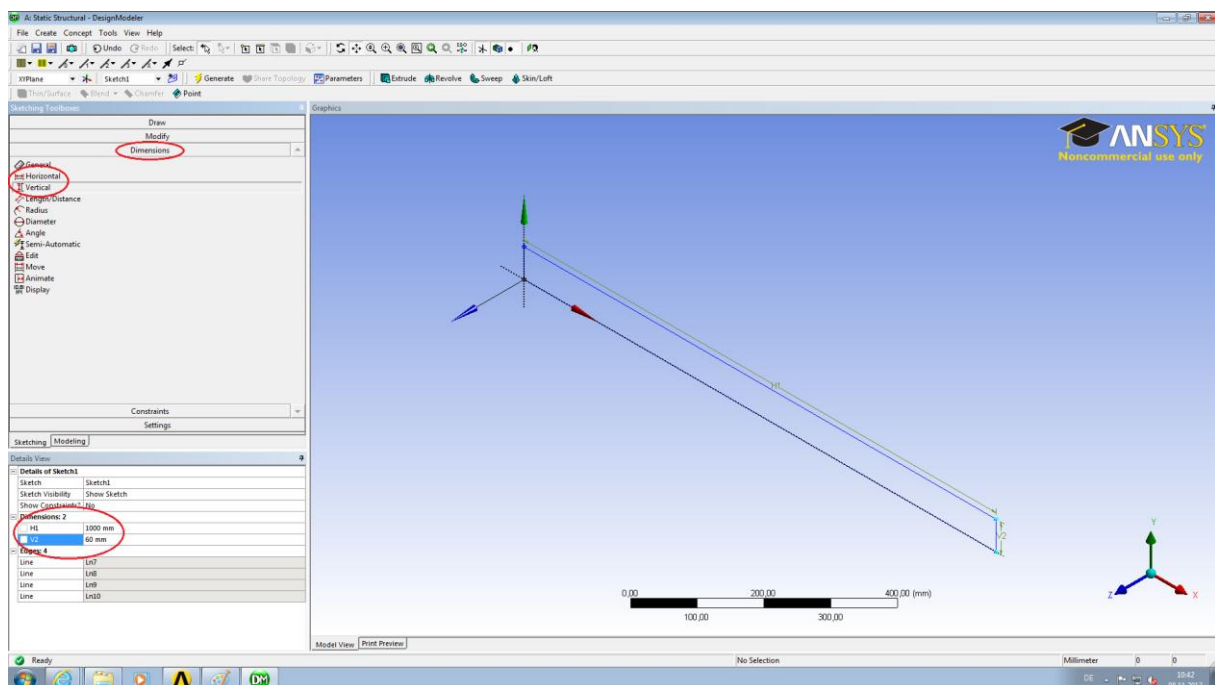 A: Static Structural - DesignModeler
File Create Concept Tools View Help
Undo Redo Select:
XYPlane Sketch1 Generate Share Topology Parameters Extrude Revolve Sweep Skin/Loft
Thin/Surface Blend Chamfer Point
Sketching Toolboxes
Draw
Modify
Dimensions
General
Horizontal
Vertical
Length/Distance
Radius
Diameter
Angle
Semi-Automatic
Edit
Move
Animate
Display
Constraints
Settings
Sketching Modeling
Details View
Details of Sketch1
Sketch Sketch1
Sketch Visibility Show Sketch
Show Constraints? No
Dimensions: 2
H1 1000 mm
V2 60 mm
Edges: 4
Line Ln7
Line Ln8
Line Ln9
Line Ln10
Graphics
ANSYS
Noncommercial use only
H1
V2
0,00 200,00 400,00 (mm)
100,00 300,00
Y
Z X
Model View Print Preview
Ready No Selection Millimeter 0 0
DM DE 10:42